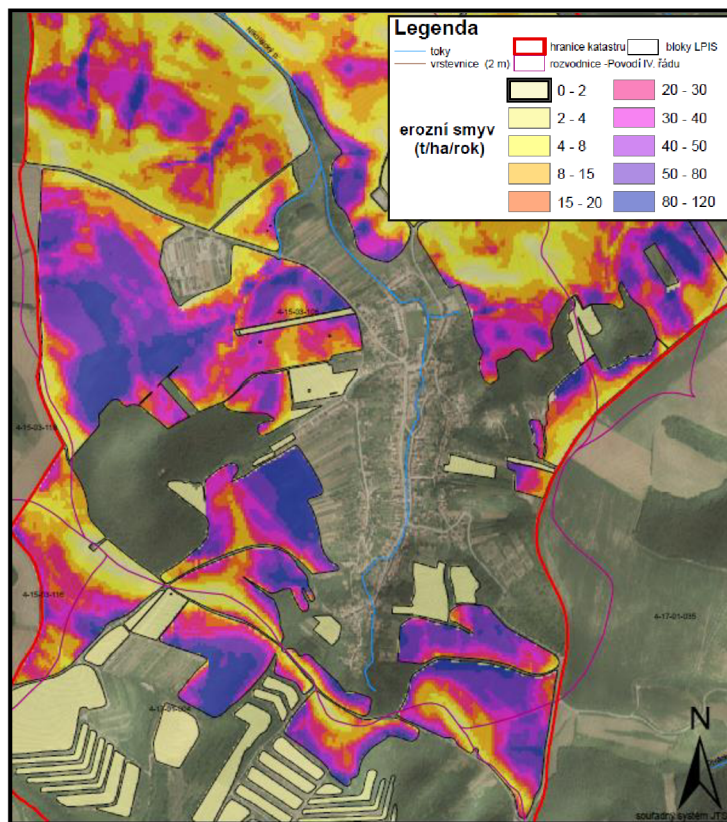 Legenda
toky
hranice katastru
bloky LPIS
vrstevnice (2 m)
rozvodnice -Povodí IV. řádu
erozní smyv
(t/ha/rok)
0 - 2
20 - 30
2 - 4
30 - 40
4 - 8
40 - 50
8 - 15
50 - 80
15 - 20
80 - 120
4-15-03-105
4-15-03-116
4-17-01-035
N
souřadný systém